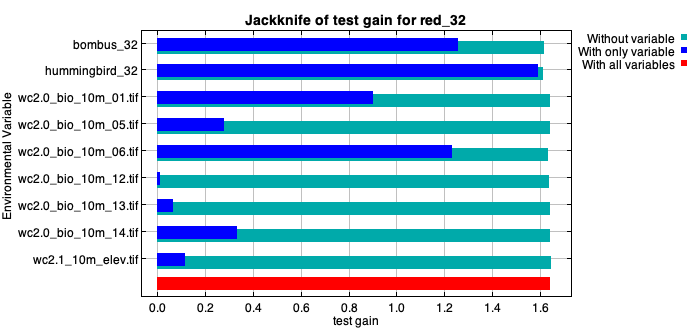 Jackknife of test gain for red_32
Without variable
With only variable
With all variables
Environmental Variable
bombus_32
hummingbird_32
wc2.0_bio_10m_01.tif
wc2.0_bio_10m_05.tif
wc2.0_bio_10m_06.tif
wc2.0_bio_10m_12.tif
wc2.0_bio_10m_13.tif
wc2.0_bio_10m_14.tif
wc2.1_10m_elev.tif
0.0 0.2 0.4 0.6 0.8 1.0 1.2 1.4 1.6
test gain